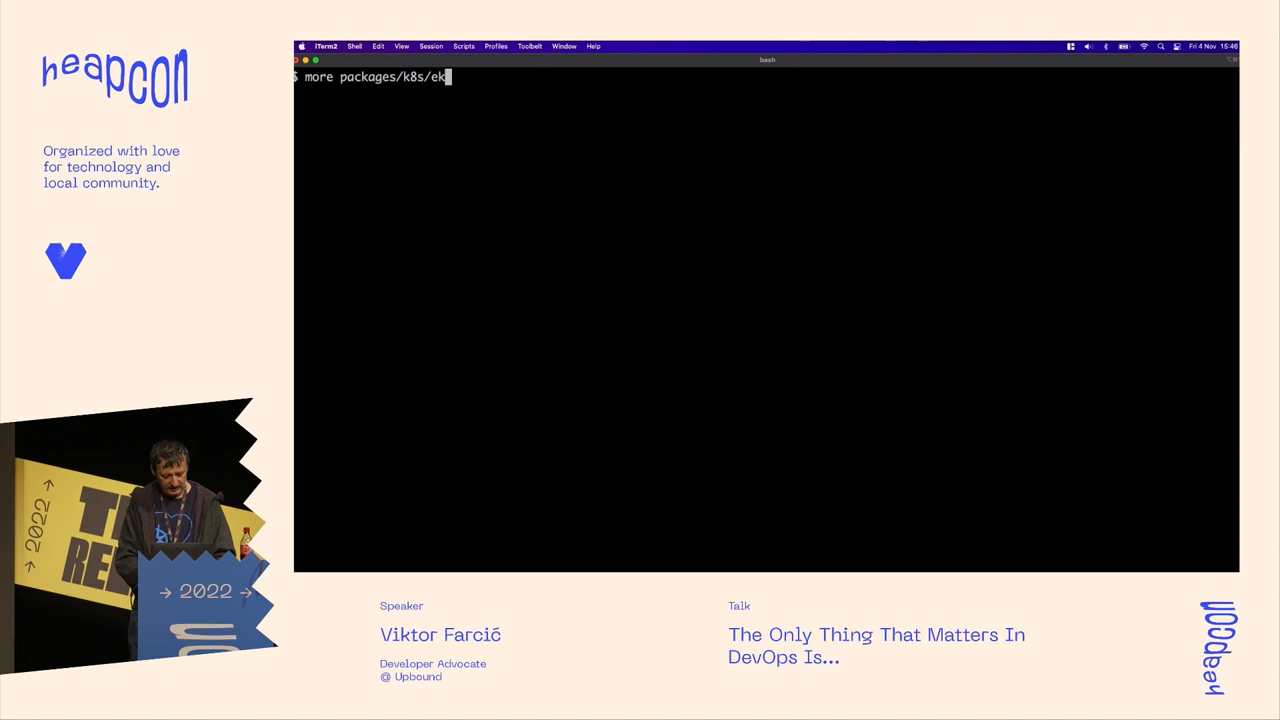 heapcon
Organized with love
for technology and
local community.
iTerm2 Shell Edit View Session Scripts Profiles Toolbelt Window Help
Fri 4 Nov 15:46
bash
$ more packages/k8s/ek
→ 2022 →
→ 2022 →
Speaker
Viktor Farcić
Developer Advocate
@ Upbound
Talk
The Only Thing That Matters In
DevOps Is...
heapcon